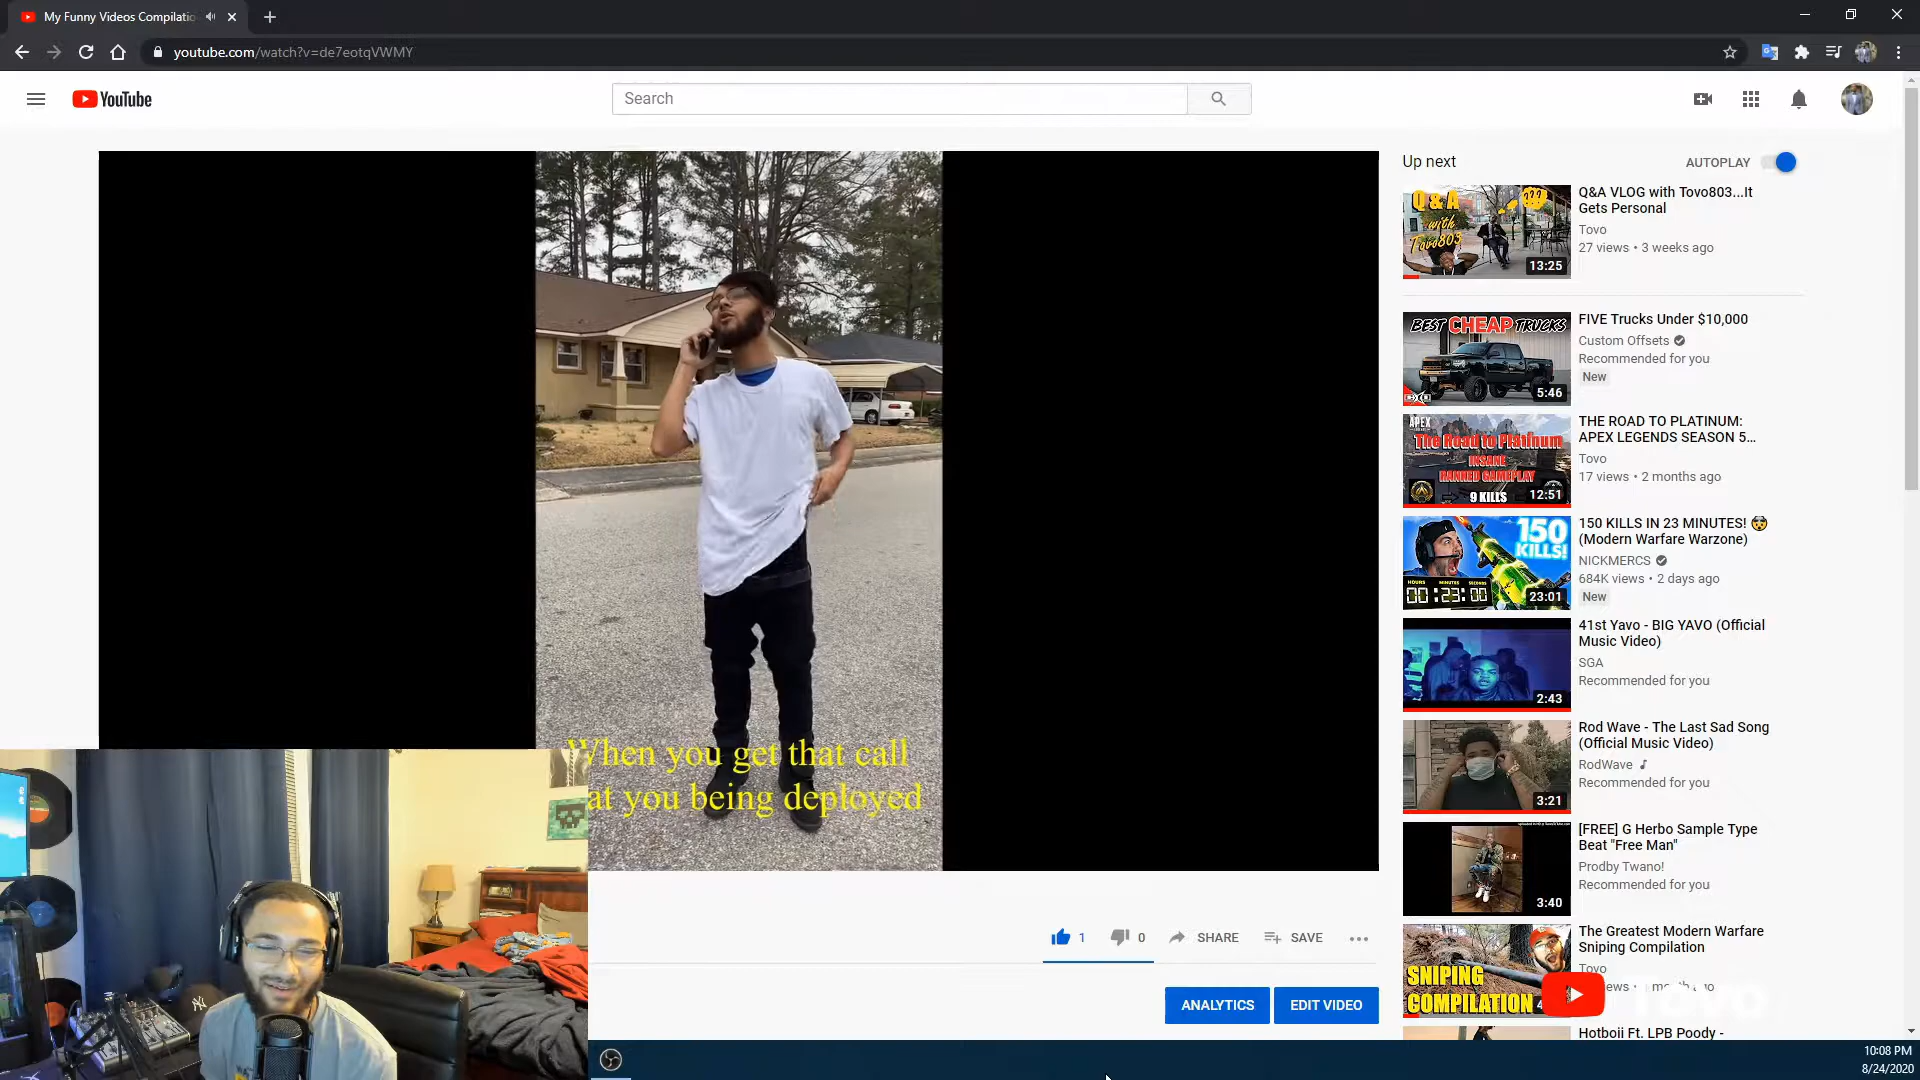 My Funny Videos Compilatio
youtube.com/watch?v=de7eotqVWMY
YouTube
Search
When you get that call
at you being deployed
1
0
SHARE
SAVE
ANALYTICS
EDIT VIDEO
Up next
AUTOPLAY
Q & A
with
Tovo803
???
13:25
Q&A VLOG with Tovo803...It
Gets Personal
Tovo
27 views • 3 weeks ago
BEST CHEAP TRUCKS
5:46
FIVE Trucks Under $10,000
Custom Offsets
Recommended for you
New
APEX
The Road to Platinum
INSANE
RANKED GAMEPLAY
9 KILLS
12:51
THE ROAD TO PLATINUM:
APEX LEGENDS SEASON 5...
Tovo
17 views • 2 months ago
150
KILLS!
HOURS MINUTES SECONDS
00:23:00
23:01
150 KILLS IN 23 MINUTES! 🤯
(Modern Warfare Warzone)
NICKMERCS
684K views • 2 days ago
New
2:43
41st Yavo - BIG YAVO (Official
Music Video)
SGA
Recommended for you
3:21
Rod Wave - The Last Sad Song
(Official Music Video)
RodWave
Recommended for you
3:40
[FREE] G Herbo Sample Type
Beat "Free Man"
Prodby Twano!
Recommended for you
SNIPING
COMPILATION
The Greatest Modern Warfare
Sniping Compilation
Tovo
Tovo
Hotboii Ft. LPB Poody -
10:08 PM
8/24/2020